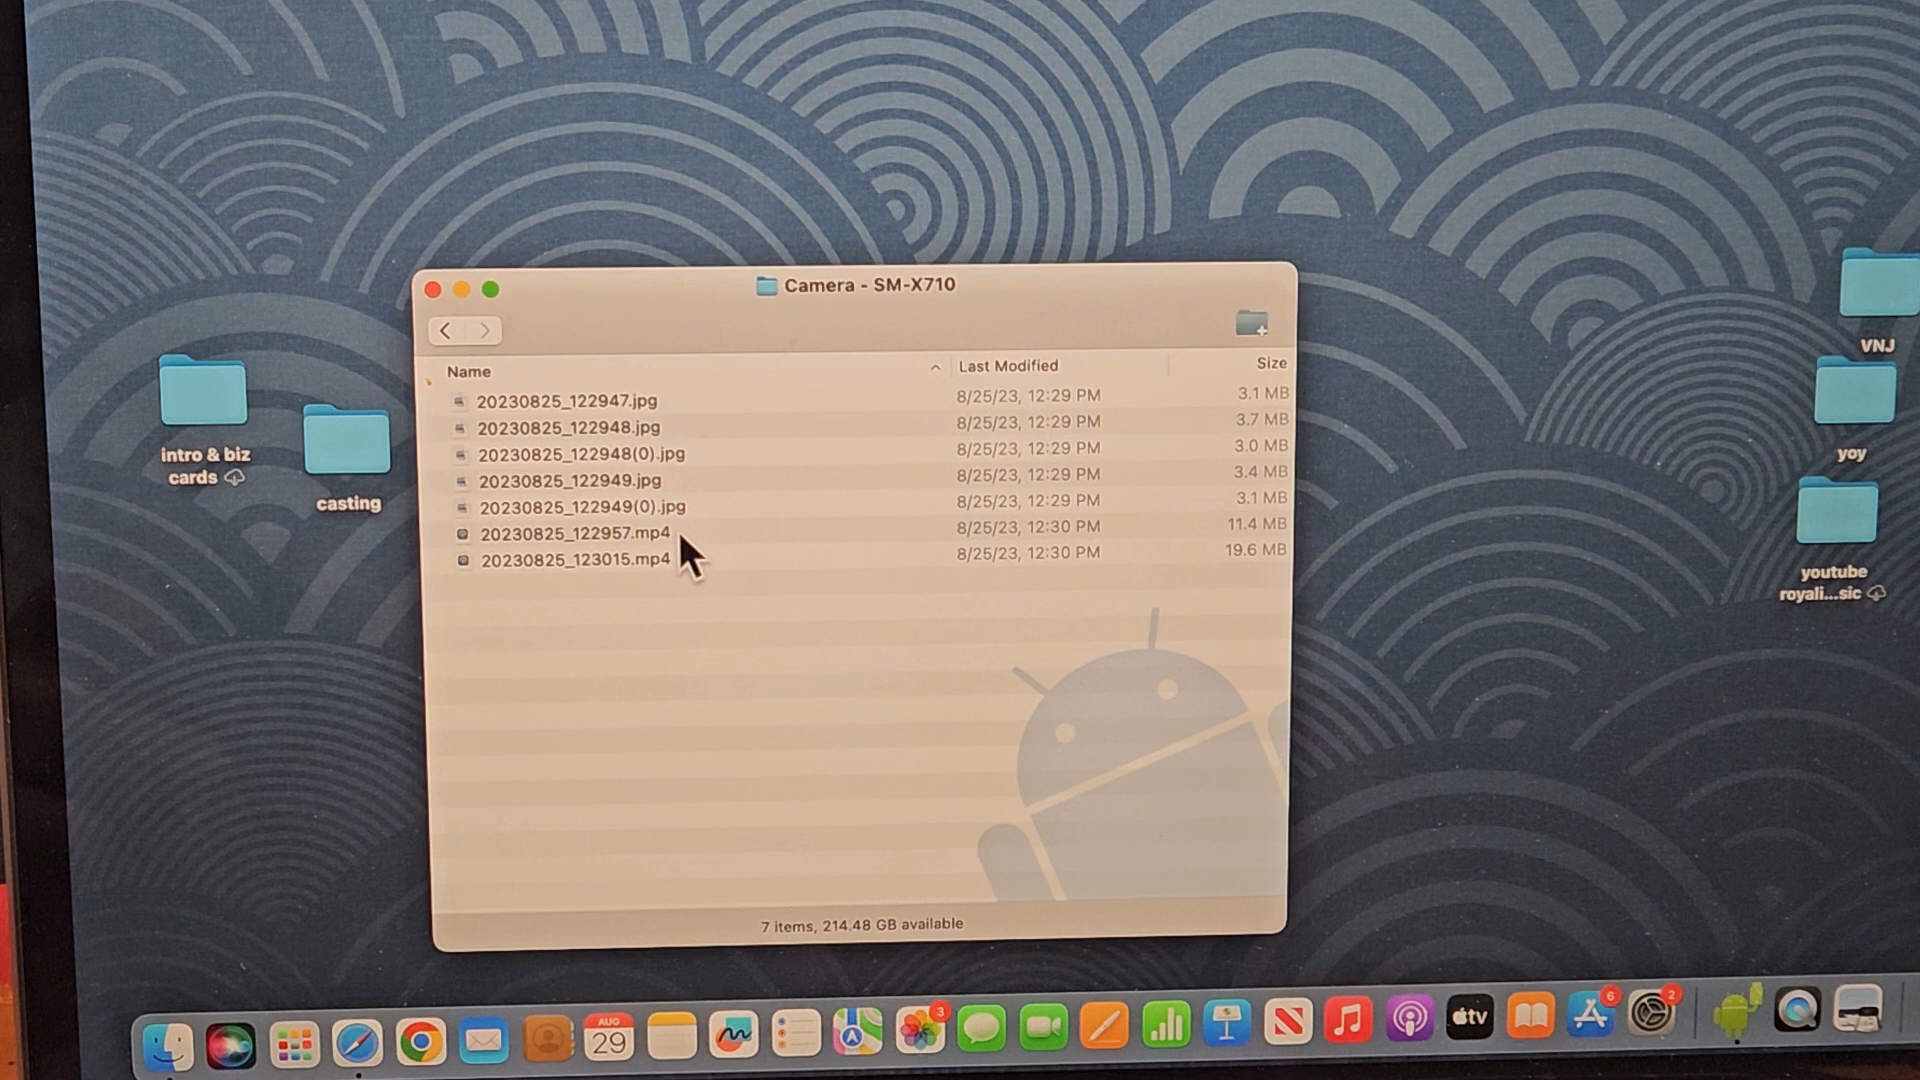 Camera - SM-X710
Name Last Modified Size
20230825_122947.jpg 8/25/23, 12:29 PM 3.1 MB
20230825_122948.jpg 8/25/23, 12:29 PM 3.7 MB
20230825_122948(0).jpg 8/25/23, 12:29 PM 3.0 MB
20230825_122949.jpg 8/25/23, 12:29 PM 3.4 MB
20230825_122949(0).jpg 8/25/23, 12:29 PM 3.1 MB
20230825_122957.mp4 8/25/23, 12:30 PM 11.4 MB
20230825_123015.mp4 8/25/23, 12:30 PM 19.6 MB
7 items, 214.48 GB available
intro & biz
cards
casting
VNJ
yoy
youtube
royali...sic
AUG
29
3
tv
6
2